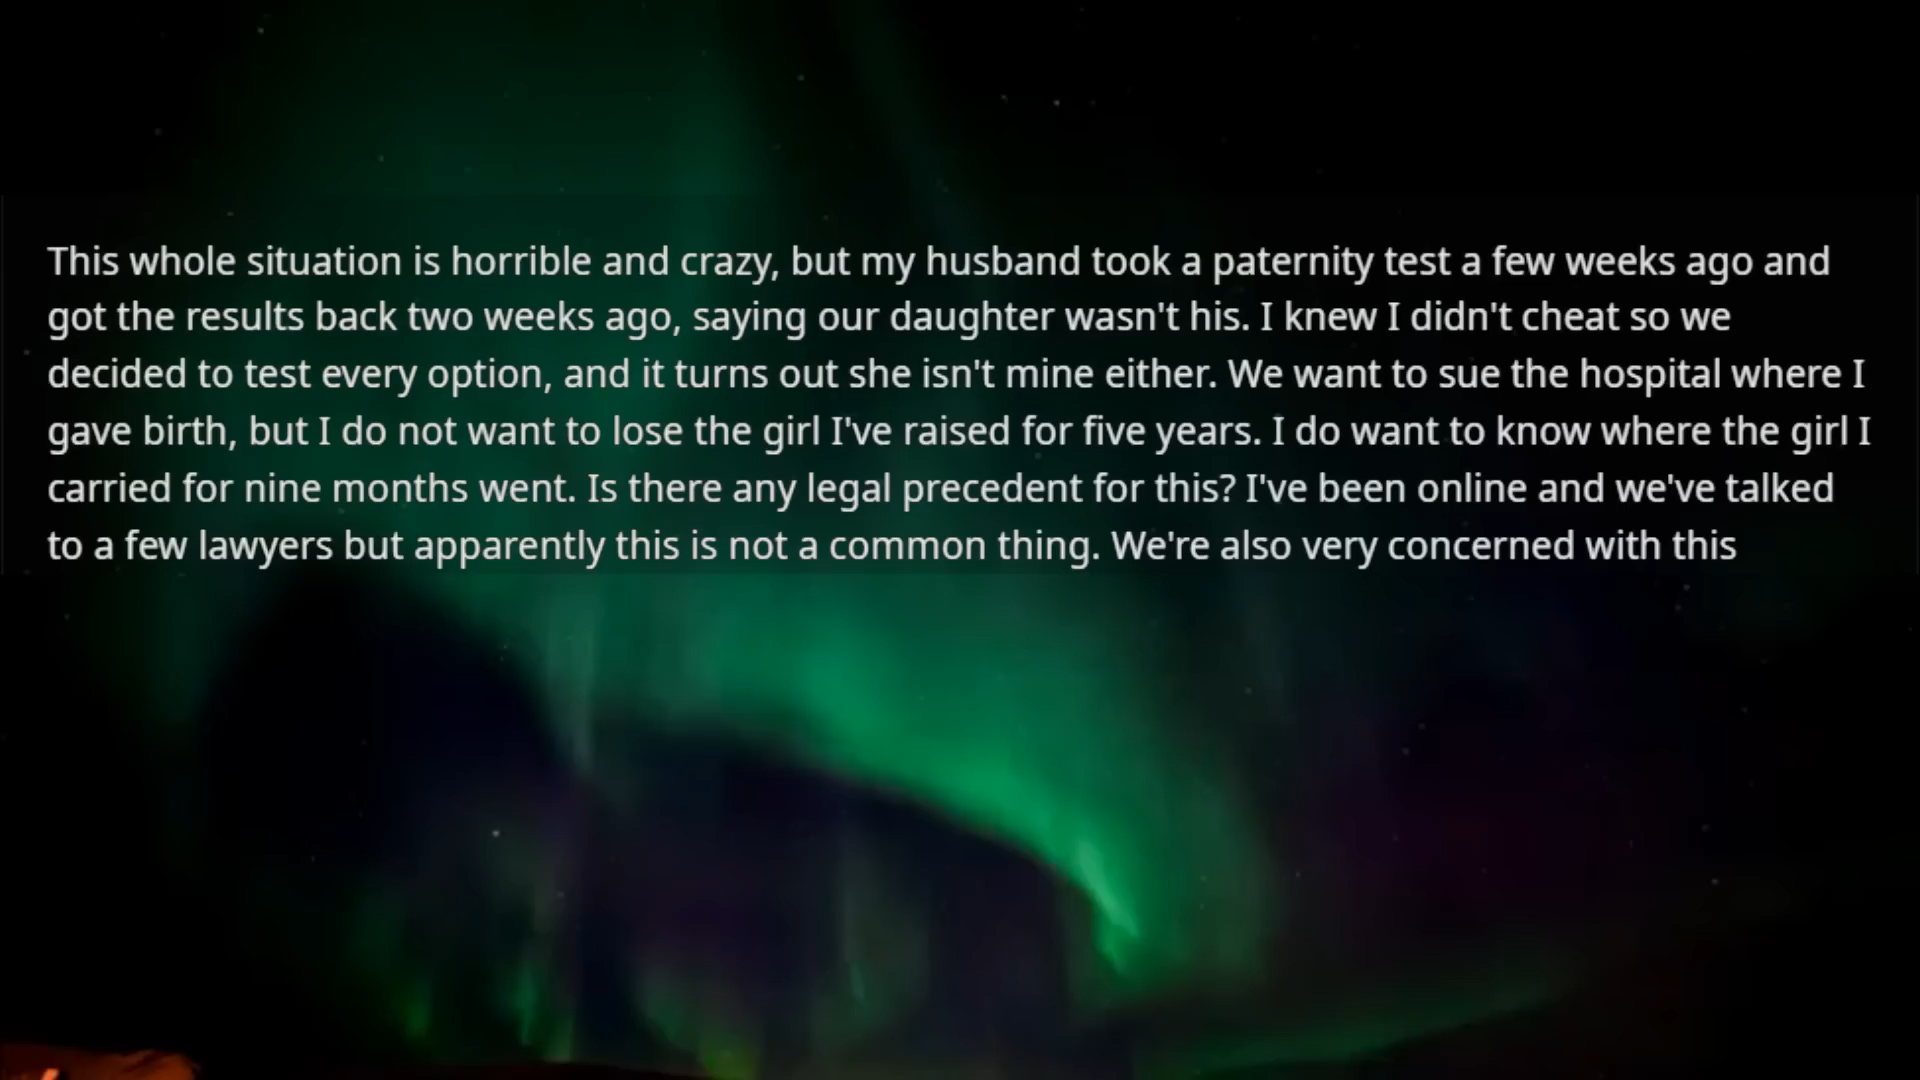 This whole situation is horrible and crazy, but my husband took a paternity test a few weeks ago and
got the results back two weeks ago, saying our daughter wasn't his. I knew I didn't cheat so we
decided to test every option, and it turns out she isn't mine either. We want to sue the hospital where I
gave birth, but I do not want to lose the girl I've raised for five years. I do want to know where the girl I
carried for nine months went. Is there any legal precedent for this? I've been online and we've talked
to a few lawyers but apparently this is not a common thing. We're also very concerned with this